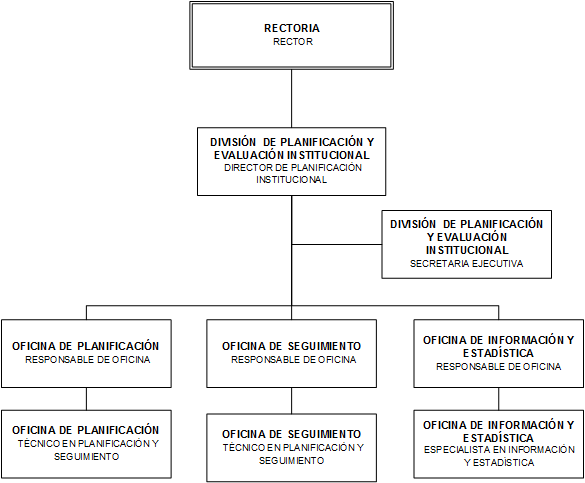 RECTORIA
RECTOR
DIVISIÓN DE PLANIFICACIÓN Y
EVALUACIÓN INSTITUCIONAL
DIRECTOR DE PLANIFICACIÓN
INSTITUCIONAL
DIVISIÓN DE PLANIFICACIÓN
Y EVALUACIÓN
INSTITUCIONAL
SECRETARIA EJECUTIVA
OFICINA DE PLANIFICACIÓN
RESPONSABLE DE OFICINA
OFICINA DE SEGUIMIENTO
RESPONSABLE DE OFICINA
OFICINA DE INFORMACIÓN Y
ESTADÍSTICA
RESPONSABLE DE OFICINA
OFICINA DE PLANIFICACIÓN
TÉCNICO EN PLANIFICACIÓN Y
SEGUIMIENTO
OFICINA DE SEGUIMIENTO
TÉCNICO EN PLANIFICACIÓN Y
SEGUIMIENTO
OFICINA DE INFORMACIÓN Y
ESTADÍSTICA
ESPECIALISTA EN INFORMACIÓN
Y ESTADÍSTICA